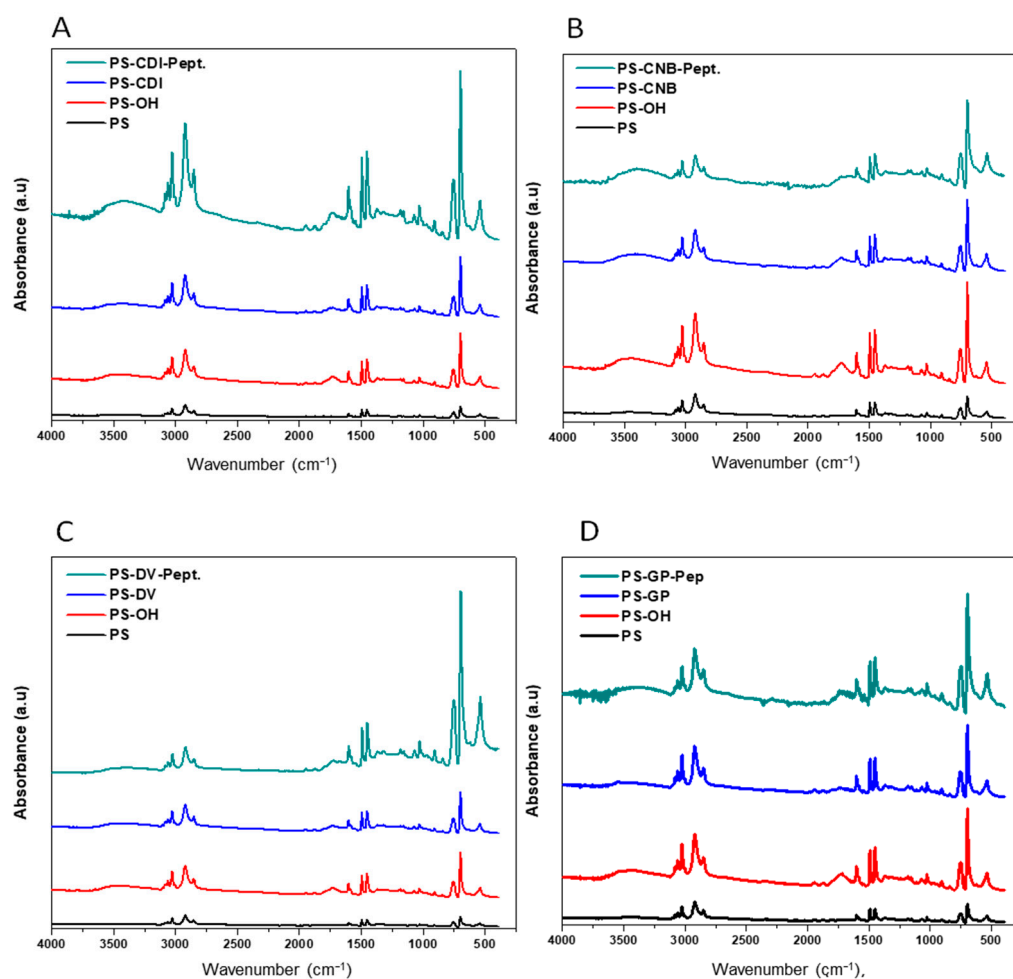 A
PS-CDI-Pept.
PS-CDI
PS-OH
PS
Absorbance (a.u)
4000 3500 3000 2500 2000 1500 1000 500
Wavenumber (cm⁻¹)
B
PS-CNB-Pept.
PS-CNB
PS-OH
PS
Absorbance (a.u)
4000 3500 3000 2500 2000 1500 1000 500
Wavenumber (cm⁻¹)
C
PS-DV-Pept.
PS-DV
PS-OH
PS
Absorbance (a.u)
4000 3500 3000 2500 2000 1500 1000 500
Wavenumber (cm⁻¹)
D
PS-GP-Pep
PS-GP
PS-OH
PS
Absorbance (a.u)
4000 3500 3000 2500 2000 1500 1000 500
Wavenumber (cm⁻¹),